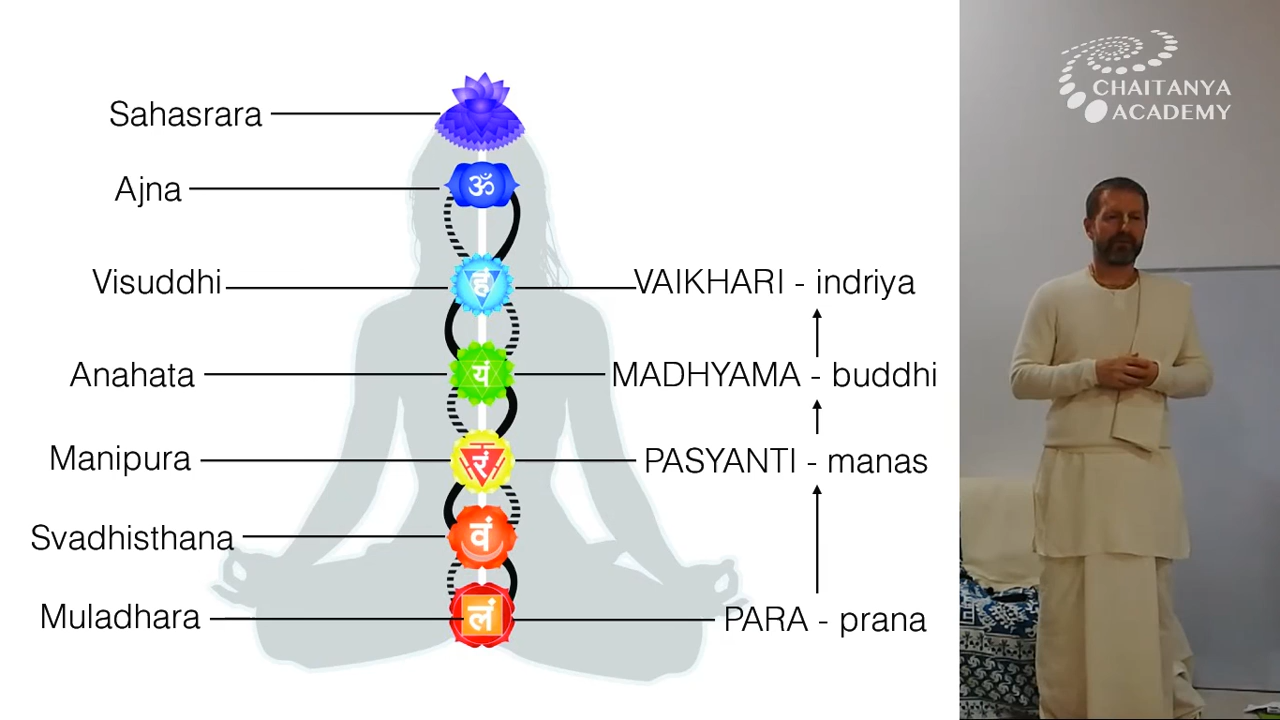 CHAITANYA
ACADEMY
Sahasrara
Ajna
ॐ
Visuddhi
हं
VAIKHARI - indriya
Anahata
यं
MADHYAMA - buddhi
Manipura
रं
PASYANTI - manas
Svadhisthana
वं
Muladhara
लं
PARA - prana